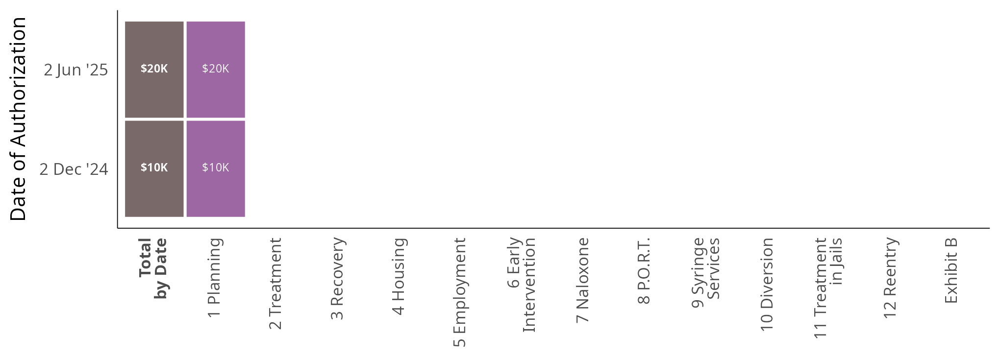 Date of Authorization
2 Jun '25
$20K
$20K
2 Dec '24
$10K
$10K
Total
by Date
1 Planning
2 Treatment
3 Recovery
4 Housing
5 Employment
6 Early
Intervention
7 Naloxone
8 P.O.R.T.
9 Syringe
Services
10 Diversion
11 Treatment
in Jails
12 Reentry
Exhibit B